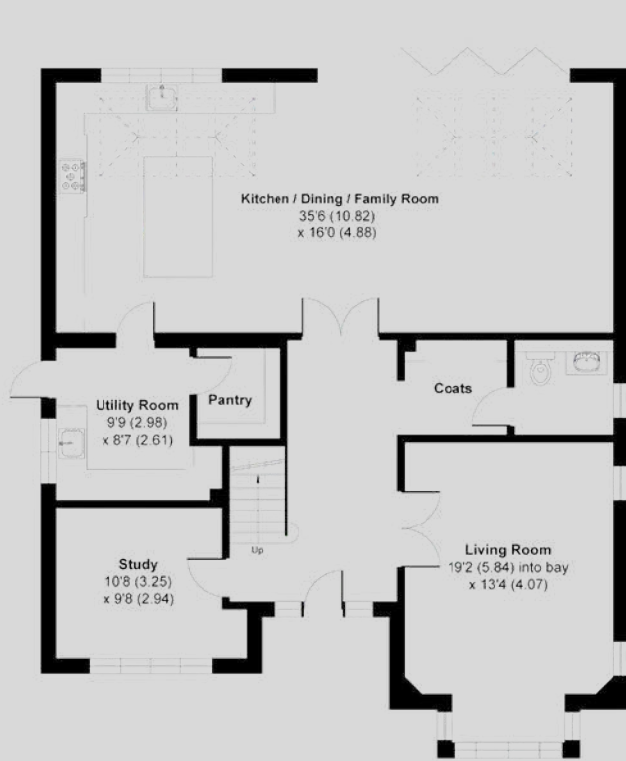 Kitchen / Dining / Family Room
35'6 (10.82)
x 16'0 (4.88)
Utility Room
9'9 (2.98)
x 8'7 (2.61)
Pantry
Coats
Up
Study
10'8 (3.25)
x 9'8 (2.94)
Living Room
19'2 (5.84) into bay
x 13'4 (4.07)